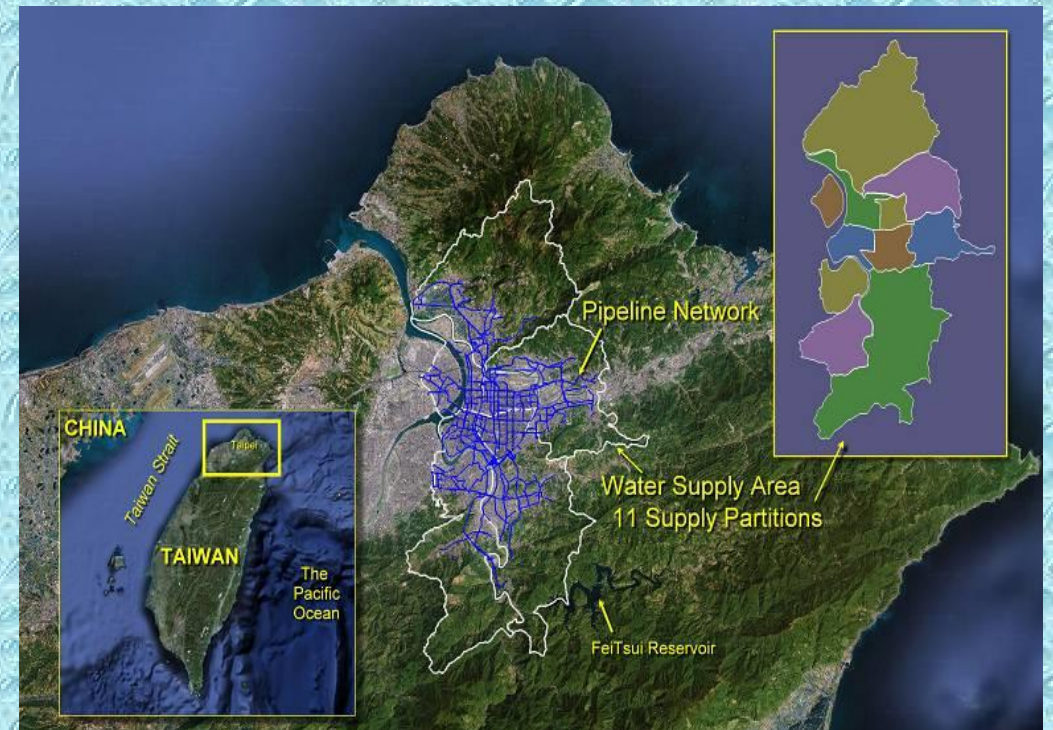 Pipeline Network
Water Supply Area
11 Supply Partitions
FeiTsui Reservoir
CHINA
Taiwan Strait
Taipei
TAIWAN
The
Pacific
Ocean